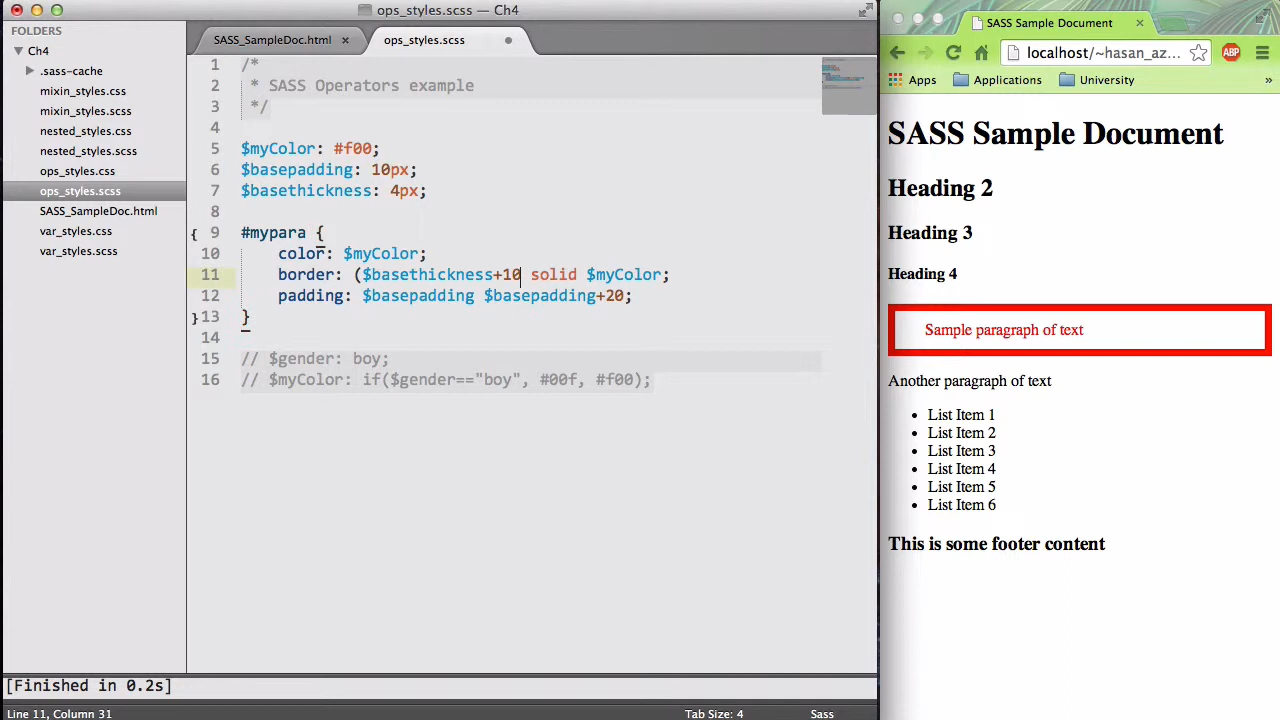 ops_styles.scss — Ch4
FOLDERS
Ch4
.sass-cache
mixin_styles.css
mixin_styles.scss
nested_styles.css
nested_styles.scss
ops_styles.css
ops_styles.scss
SASS_SampleDoc.html
var_styles.css
var_styles.scss
SASS_SampleDoc.html ×
ops_styles.scss
1 /*
2 * SASS Operators example
3 */
4
5 $myColor: #f00;
6 $basepadding: 10px;
7 $basethickness: 4px;
8
9 #mypara {
10 color: $myColor;
11 border: ($basethickness+10 solid $myColor;
12 padding: $basepadding $basepadding+20;
13 }
14
15 // $gender: boy;
16 // $myColor: if($gender=="boy", #00f, #f00);
[Finished in 0.2s]
Line 11, Column 31
Tab Size: 4
Sass
SASS Sample Document ×
localhost/~hasan_az...
ABP
Apps
Applications
University
»
SASS Sample Document
Heading 2
Heading 3
Heading 4
Sample paragraph of text
Another paragraph of text
• List Item 1
• List Item 2
• List Item 3
• List Item 4
• List Item 5
• List Item 6
This is some footer content